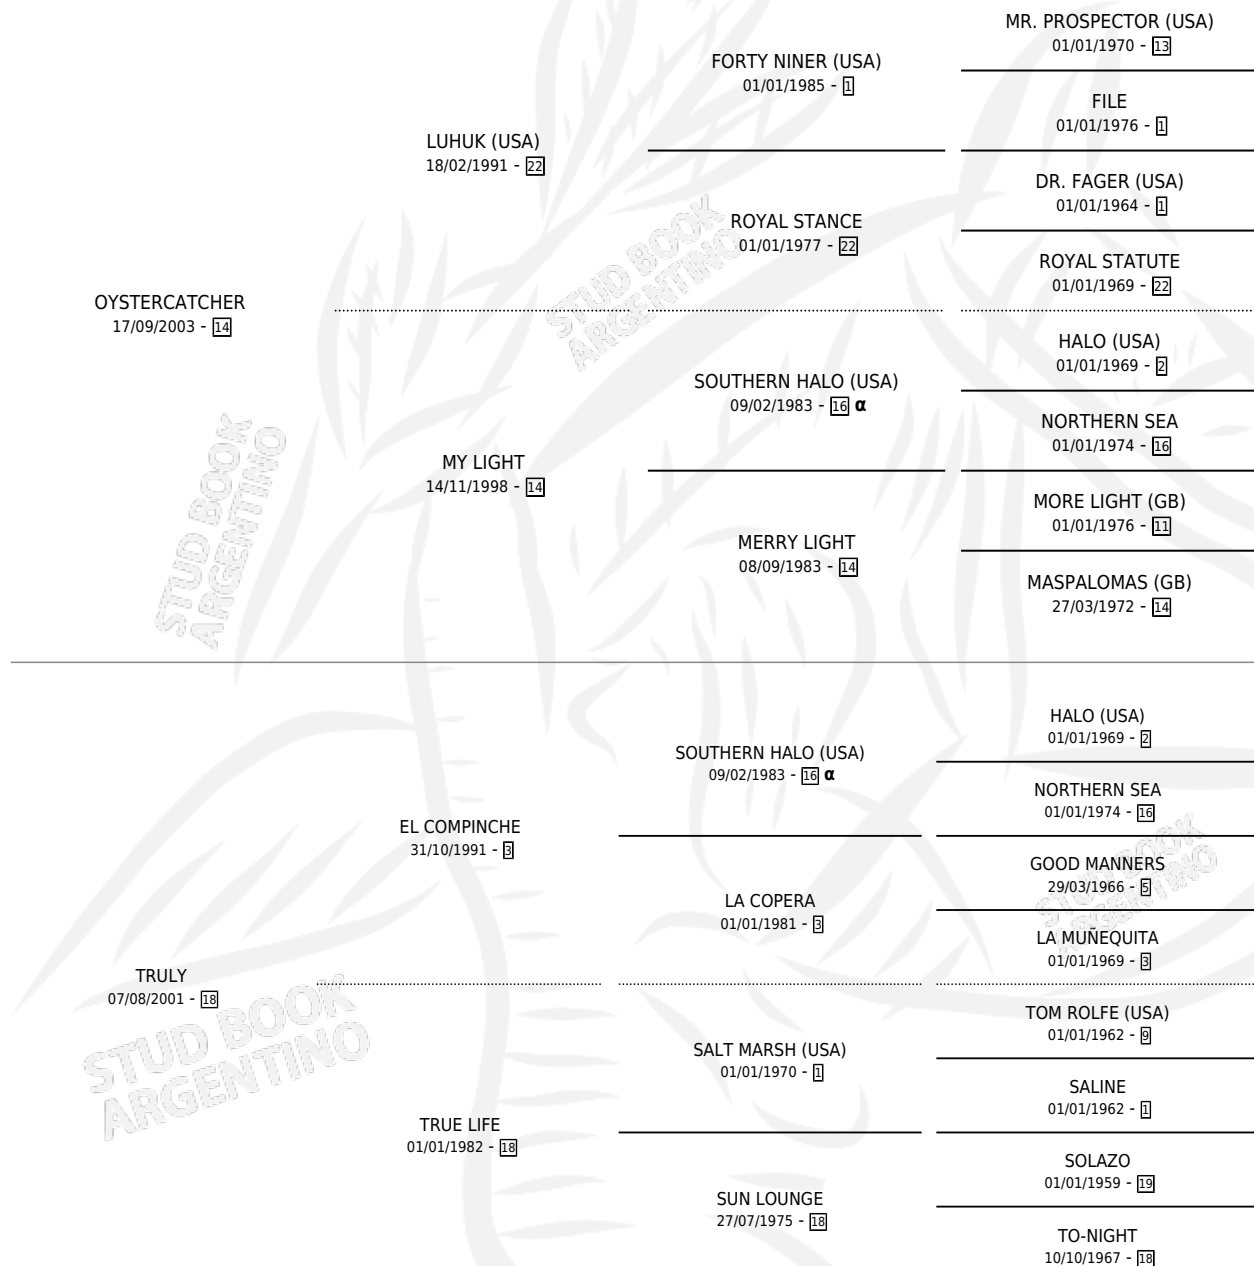 MR. PROSPECTOR (USA)
01/01/1970 - 13
FORTY NINER (USA)
01/01/1985 - 1
FILE
01/01/1976 - 1
LUHUK (USA)
18/02/1991 - 22
DR. FAGER (USA)
01/01/1964 - 1
ROYAL STANCE
01/01/1977 - 22
ROYAL STATUTE
01/01/1969 - 22
OYSTERCATCHER
17/09/2003 - 14
HALO (USA)
01/01/1969 - 2
SOUTHERN HALO (USA)
09/02/1983 - 16 α
NORTHERN SEA
01/01/1974 - 16
MY LIGHT
14/11/1998 - 14
MORE LIGHT (GB)
01/01/1976 - 11
MERRY LIGHT
08/09/1983 - 14
MASPALOMAS (GB)
27/03/1972 - 14
HALO (USA)
01/01/1969 - 2
SOUTHERN HALO (USA)
09/02/1983 - 16 α
NORTHERN SEA
01/01/1974 - 16
EL COMPINCHE
31/10/1991 - 3
GOOD MANNERS
29/03/1966 - 5
LA COPERA
01/01/1981 - 3
LA MUÑEQUITA
01/01/1969 - 3
TRULY
07/08/2001 - 18
TOM ROLFE (USA)
01/01/1962 - 9
SALT MARSH (USA)
01/01/1970 - 1
SALINE
01/01/1962 - 1
TRUE LIFE
01/01/1982 - 18
SOLAZO
01/01/1959 - 19
SUN LOUNGE
27/07/1975 - 18
TO-NIGHT
10/10/1967 - 18
STUD BOOK
ARGENTINO
STUD BOOK
ARGENTINO
STUD BOOK
ARGENTINO
STUD BOOK
ARGENTINO